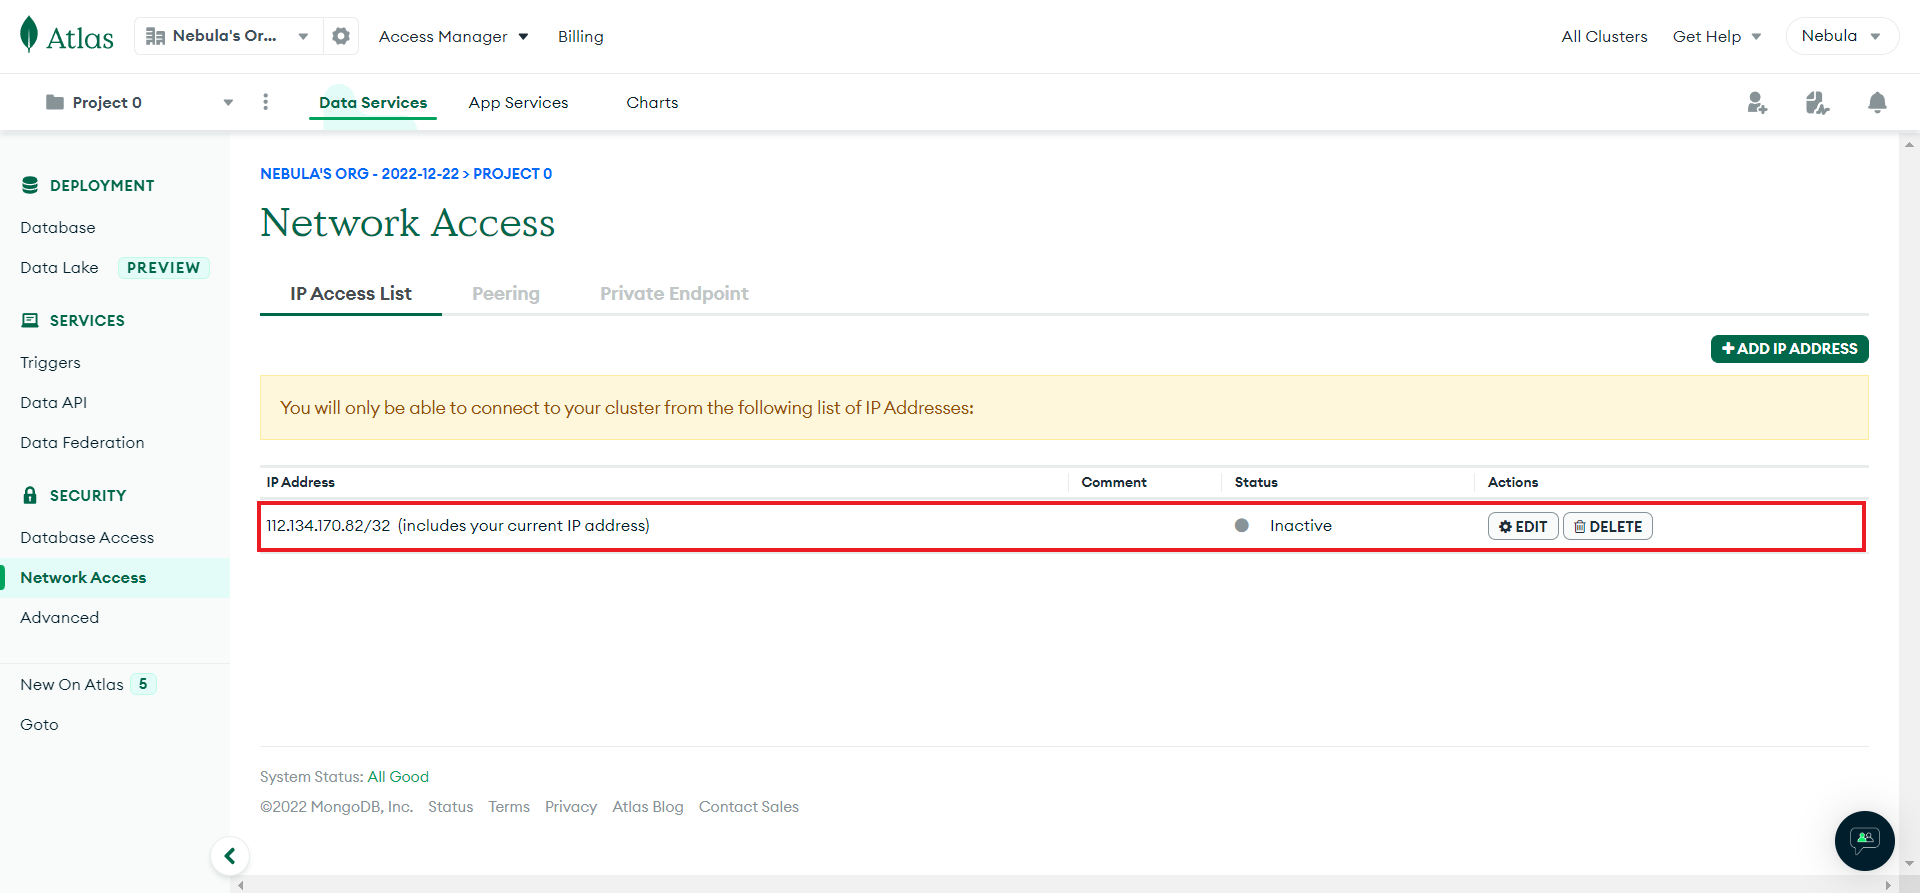 Atlas
Nebula's Or...
Access Manager
Billing
All Clusters
Get Help
Nebula
Project 0
Data Services
App Services
Charts
DEPLOYMENT
Database
Data Lake PREVIEW
SERVICES
Triggers
Data API
Data Federation
SECURITY
Database Access
Network Access
Advanced
New On Atlas 5
Goto
NEBULA'S ORG - 2022-12-22 > PROJECT 0
Network Access
IP Access List
Peering
Private Endpoint
+ ADD IP ADDRESS
You will only be able to connect to your cluster from the following list of IP Addresses:
IP Address Comment Status Actions
112.134.170.82/32 (includes your current IP address) Inactive EDIT DELETE
System Status: All Good
©2022 MongoDB, Inc. Status Terms Privacy Atlas Blog Contact Sales